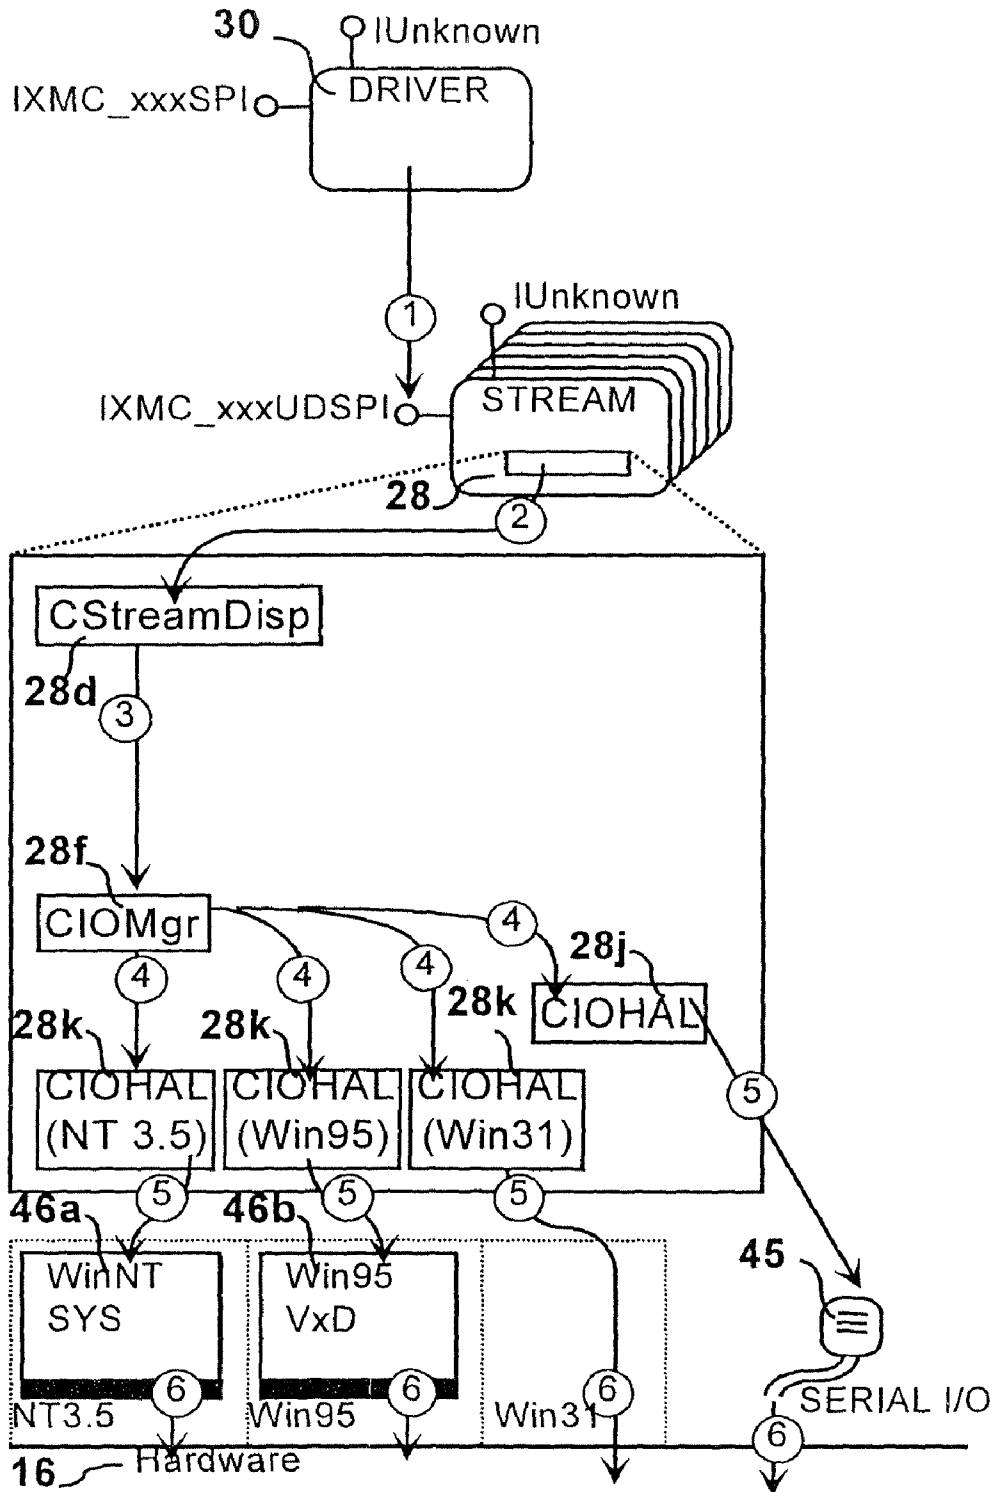 30
IUnknown
DRIVER
IXMC_xxxSPI
1
IUnknown
IXMC_xxxUDSPI
STREAM
28
2
CStreamDisp
28d
3
28f
CIOMgr
4
4
4
4
28j
CIOHAL
28k
28k
28k
CIOHAL
(NT 3.5)
CIOHAL
(Win95)
CIOHAL
(Win31)
5
5
5
5
46a
46b
45
WinNT
SYS
Win95
VxD
6
6
6
NT3.5
Win95
Win31
SERIAL I/O
6
16
Hardware